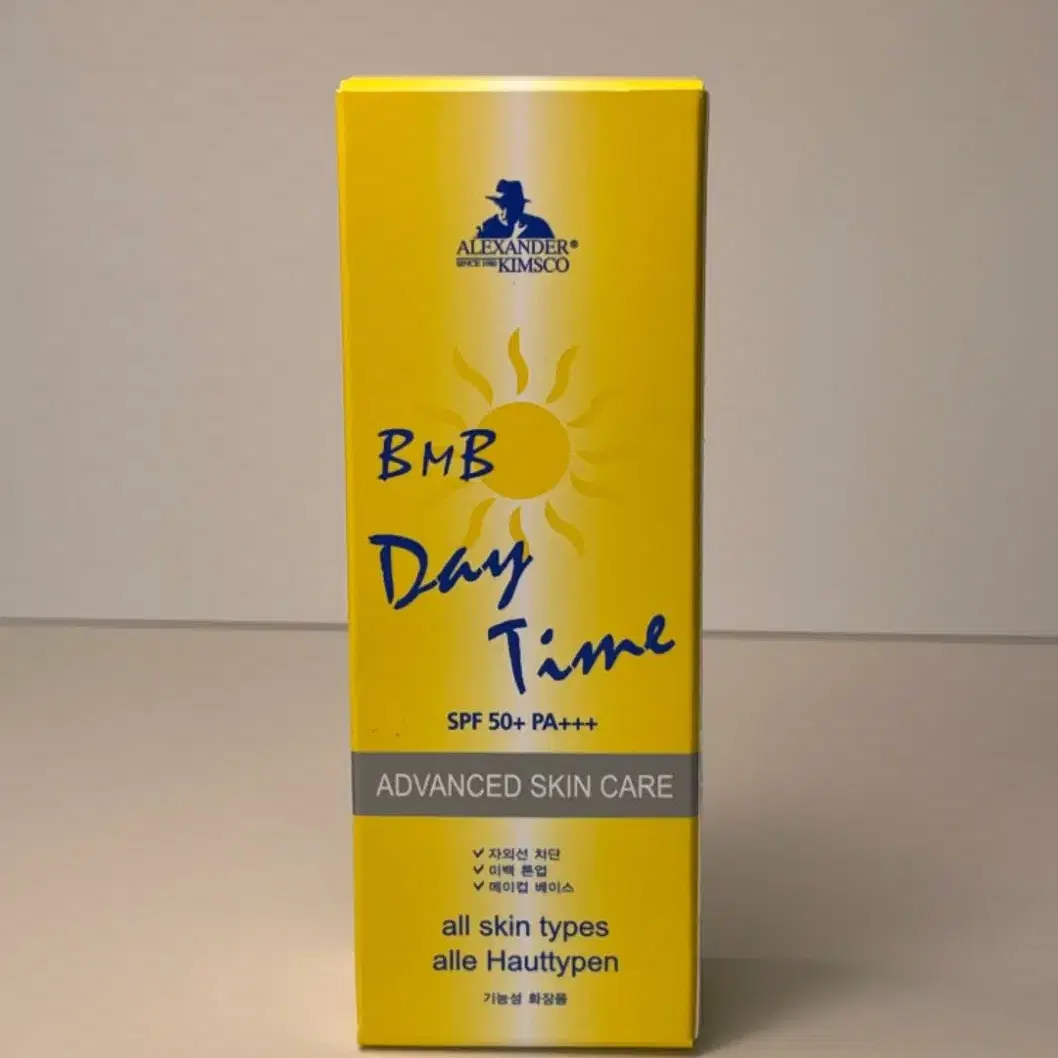 ALEXANDER®
SINCE 1980 KIMSCO
BMB
Day
Time
SPF 50+ PA+++
ADVANCED SKIN CARE
✓ 자외선 차단
✓ 미백 톤업
✓ 메이컵 베이스
all skin types
alle Hauttypen
기능성 화장품